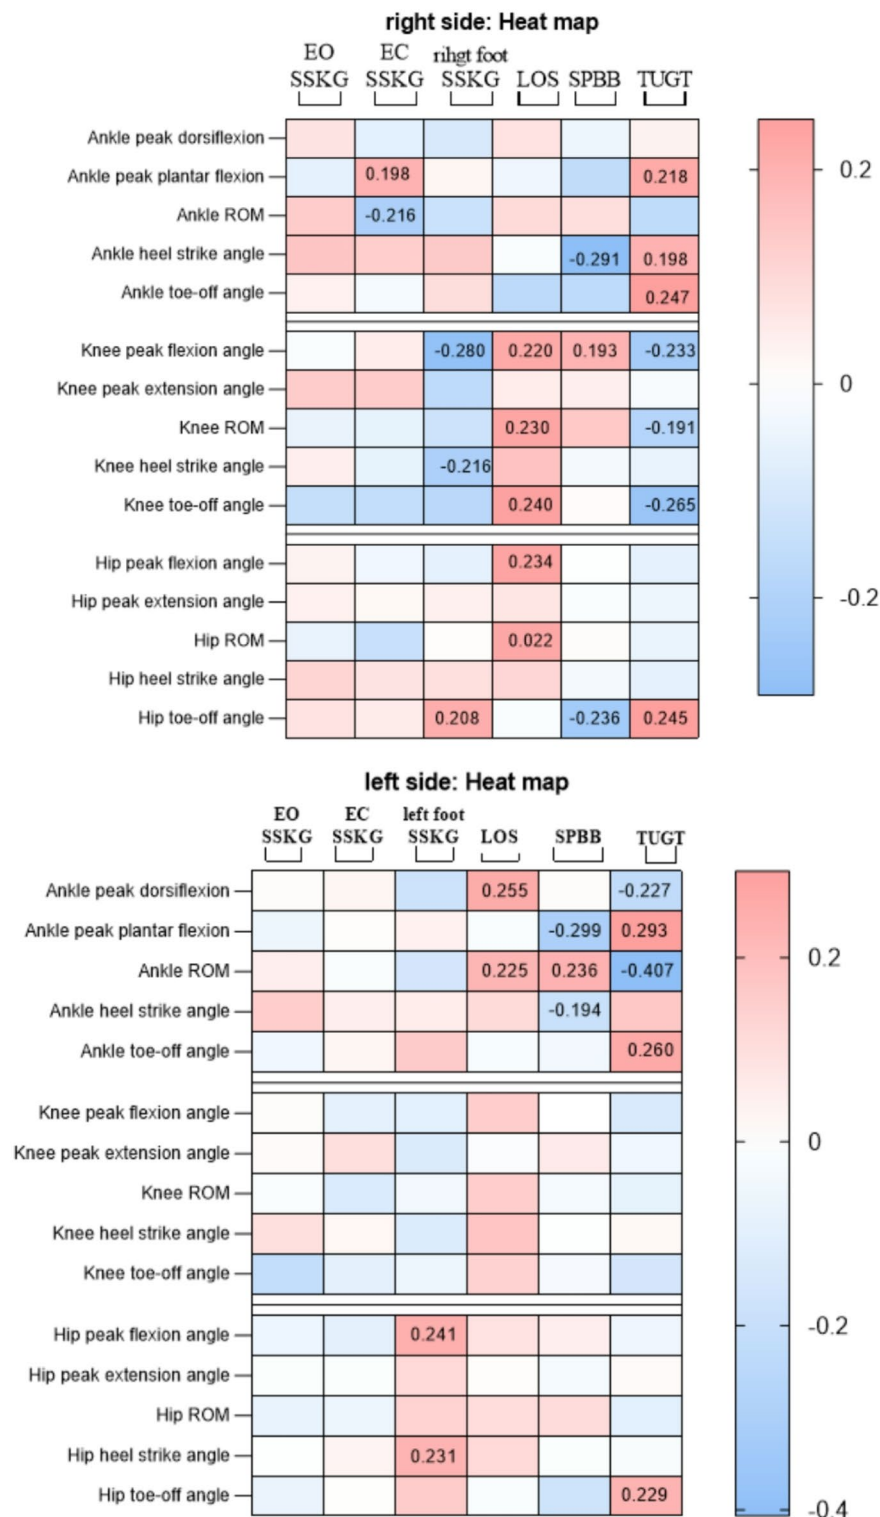 right side: Heat map
EO EC rihgt foot
SSKG SSKG SSKG LOS SPBB TUGT
Ankle peak dorsiflexion
Ankle peak plantar flexion 0.198 0.218
Ankle ROM -0.216
Ankle heel strike angle -0.291 0.198
Ankle toe-off angle 0.247
Knee peak flexion angle -0.280 0.220 0.193 -0.233
Knee peak extension angle
Knee ROM 0.230 -0.191
Knee heel strike angle -0.216
Knee toe-off angle 0.240 -0.265
Hip peak flexion angle 0.234
Hip peak extension angle
Hip ROM 0.022
Hip heel strike angle
Hip toe-off angle 0.208 -0.236 0.245
0.2
0
-0.2
left side: Heat map
EO EC left foot
SSKG SSKG SSKG LOS SPBB TUGT
Ankle peak dorsiflexion 0.255 -0.227
Ankle peak plantar flexion -0.299 0.293
Ankle ROM 0.225 0.236 -0.407
Ankle heel strike angle -0.194
Ankle toe-off angle 0.260
Knee peak flexion angle
Knee peak extension angle
Knee ROM
Knee heel strike angle
Knee toe-off angle
Hip peak flexion angle 0.241
Hip peak extension angle
Hip ROM
Hip heel strike angle 0.231
Hip toe-off angle 0.229
0.2
0
-0.2
-0.4